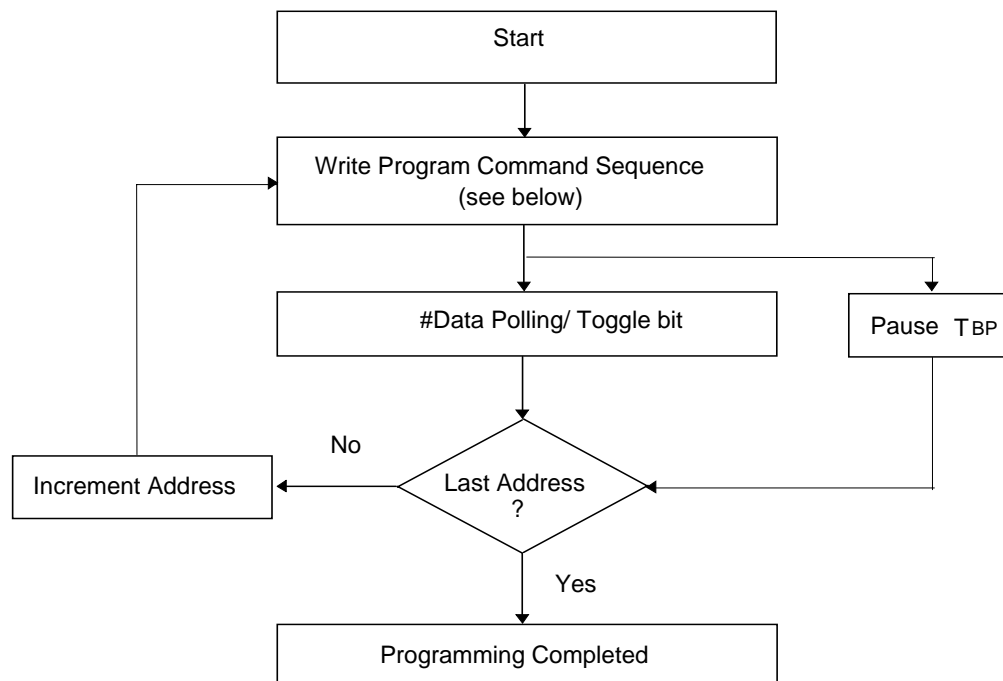 Start
Write Program Command Sequence
(see below)
#Data Polling/ Toggle bit
Pause TBP
No
Increment Address
Last Address
?
Yes
Programming Completed